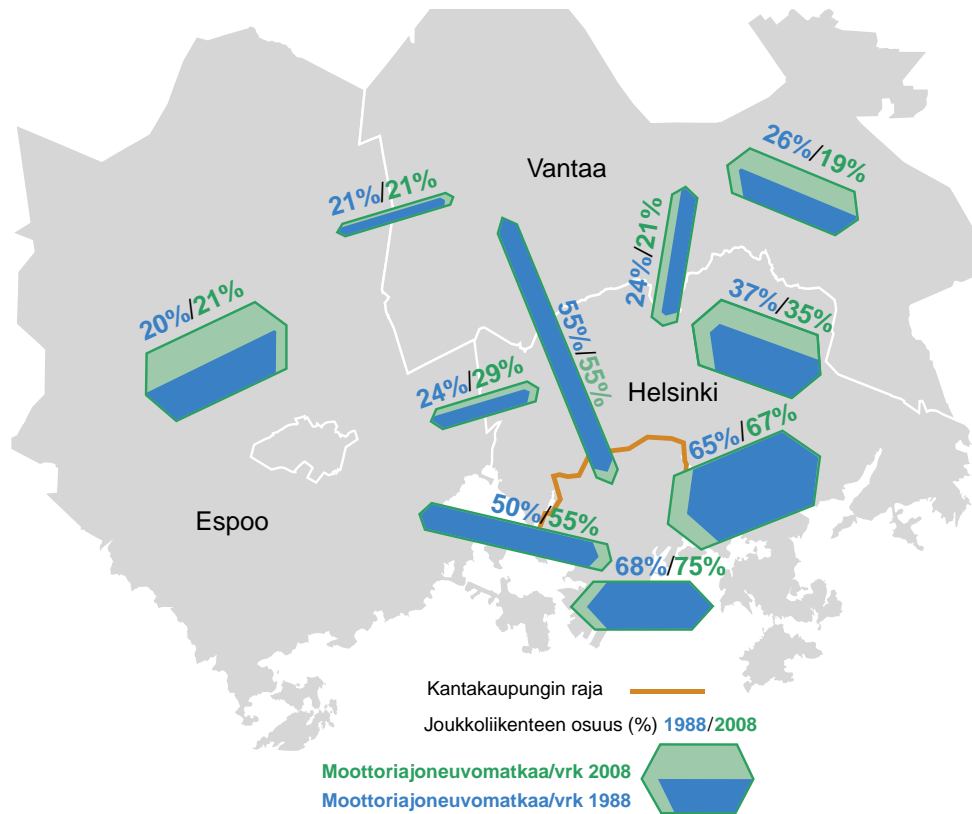 26%/19%
Vantaa
21%/21%
24%/21%
20%/21%
37%/35%
55%/55%
24%/29%
Helsinki
65%/67%
Espoo
50%/55%
68%/75%
Kantakaupungin raja
Joukkoliikenteen osuus (%) 1988/2008
Moottoriajoneuvomatkaa/vrk 2008
Moottoriajoneuvomatkaa/vrk 1988